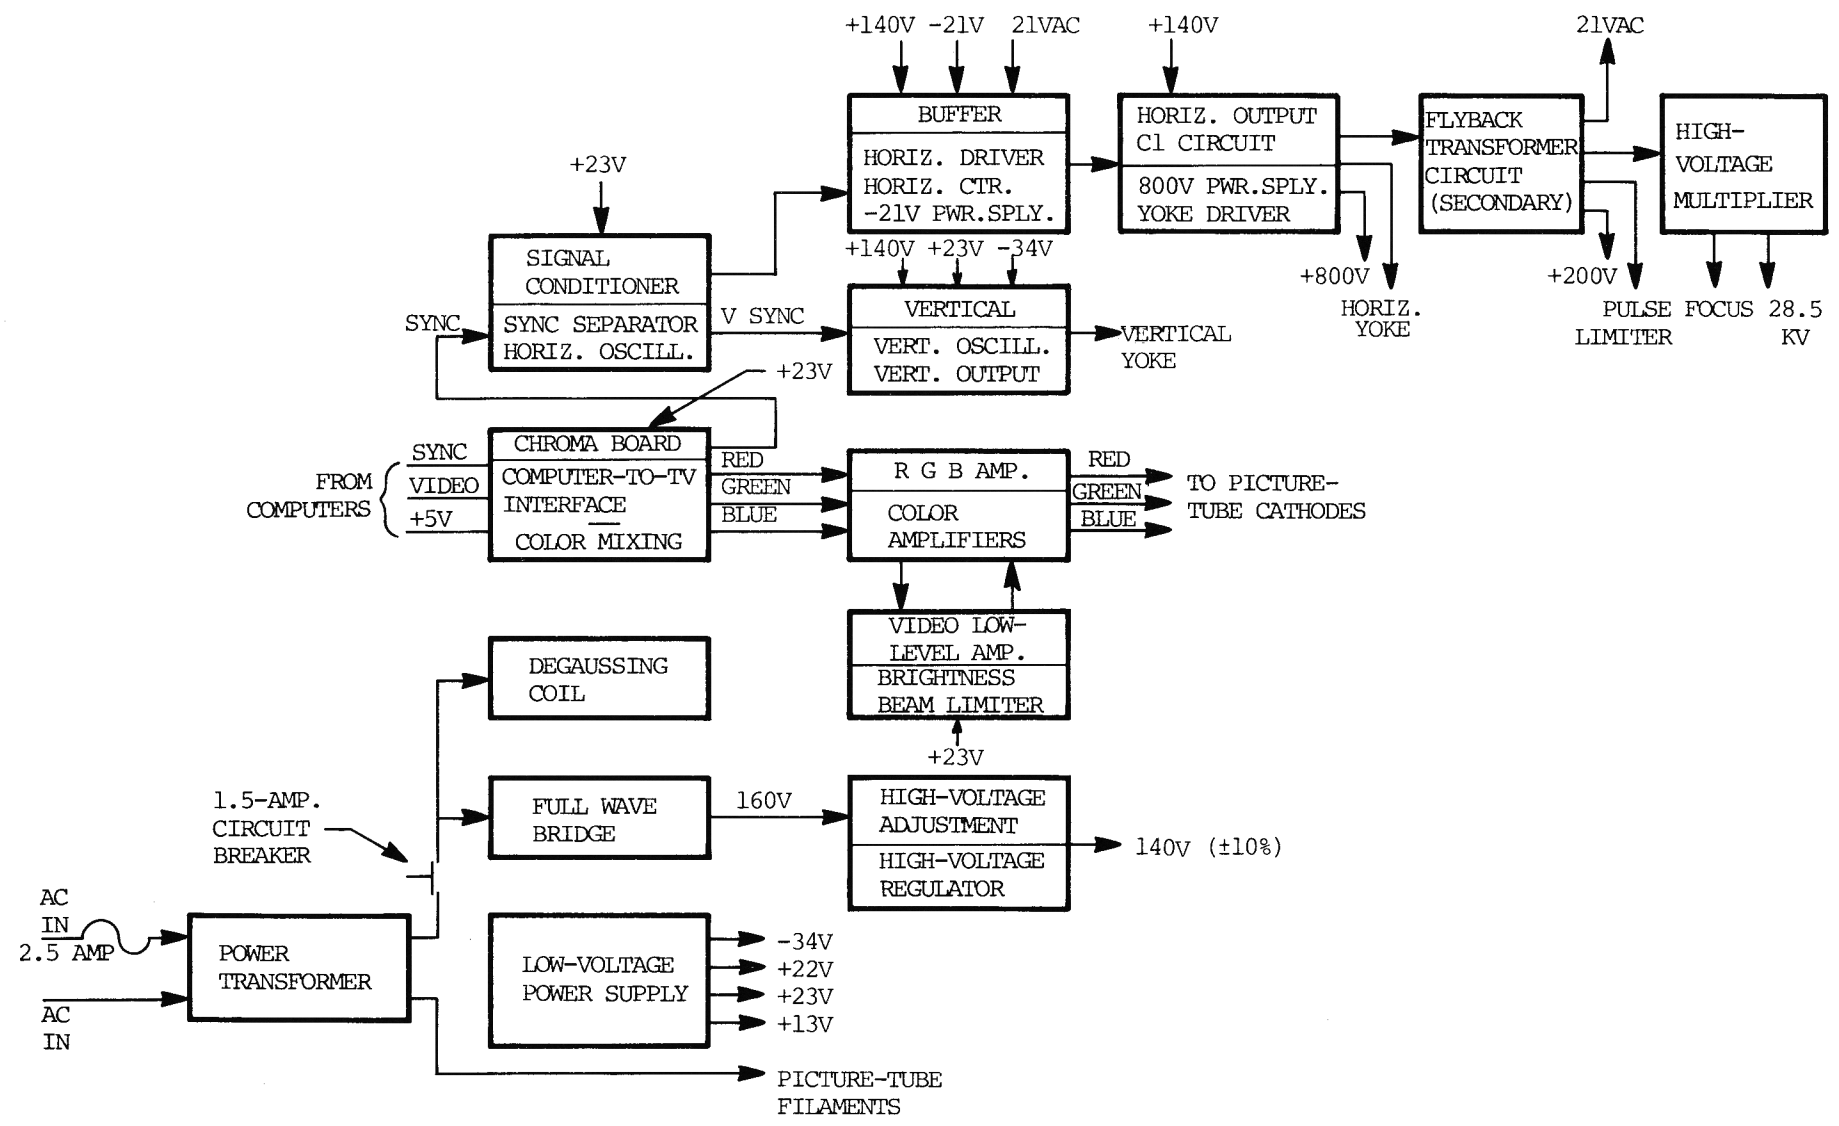 +140V -21V 21VAC
+140V
21VAC
BUFFER
HORIZ. DRIVER
HORIZ. CTR.
-21V PWR.SPLY.
HORIZ. OUTPUT
C1 CIRCUIT
800V PWR.SPLY.
YOKE DRIVER
FLYBACK
TRANSFORMER
CIRCUIT
(SECONDARY)
HIGH-
VOLTAGE
MULTIPLIER
+800V
HORIZ.
YOKE
+200V
PULSE
LIMITER
FOCUS
28.5
KV
+23V
SIGNAL
CONDITIONER
SYNC SEPARATOR
HORIZ. OSCILL.
SYNC
V SYNC
+140V +23V -34V
VERTICAL
VERT. OSCILL.
VERT. OUTPUT
VERTICAL
YOKE
+23V
FROM
COMPUTERS
SYNC
VIDEO
+5V
CHROMA BOARD
COMPUTER-TO-TV
INTERFACE
COLOR MIXING
RED
GREEN
BLUE
R G B AMP.
COLOR
AMPLIFIERS
RED
GREEN
BLUE
TO PICTURE-
TUBE CATHODES
VIDEO LOW-
LEVEL AMP.
BRIGHTNESS
BEAM LIMITER
+23V
DEGAUSSING
COIL
1.5-AMP.
CIRCUIT
BREAKER
FULL WAVE
BRIDGE
160V
HIGH-VOLTAGE
ADJUSTMENT
HIGH-VOLTAGE
REGULATOR
140V (±10%)
AC
IN
2.5 AMP
AC
IN
POWER
TRANSFORMER
LOW-VOLTAGE
POWER SUPPLY
-34V
+22V
+23V
+13V
PICTURE-TUBE
FILAMENTS